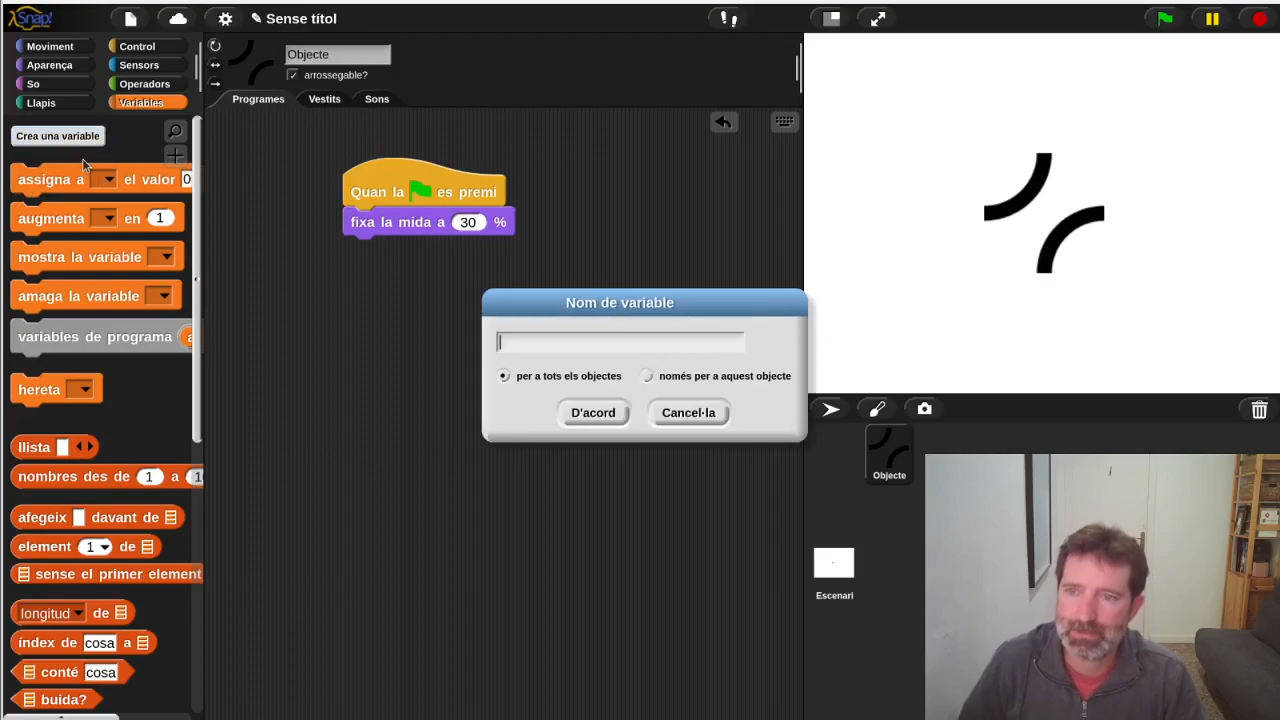 Snap!
Sense títol
Moviment
Control
Aparença
Sensors
So
Operadors
Llapis
Variables
Crea una variable
assigna a el valor 0
augmenta en 1
mostra la variable
amaga la variable
variables de programa a
hereta
llista
nombres des de 1 a 1
afegeix davant de
element 1 de
sense el primer element
longitud de
índex de cosa a
conté cosa
buida?
Objecte
arrossegable?
Programes
Vestits
Sons
Quan la es premi
fixa la mida a 30 %
Nom de variable
per a tots els objectes
només per a aquest objecte
D'acord
Cancel·la
Objecte
Escenari